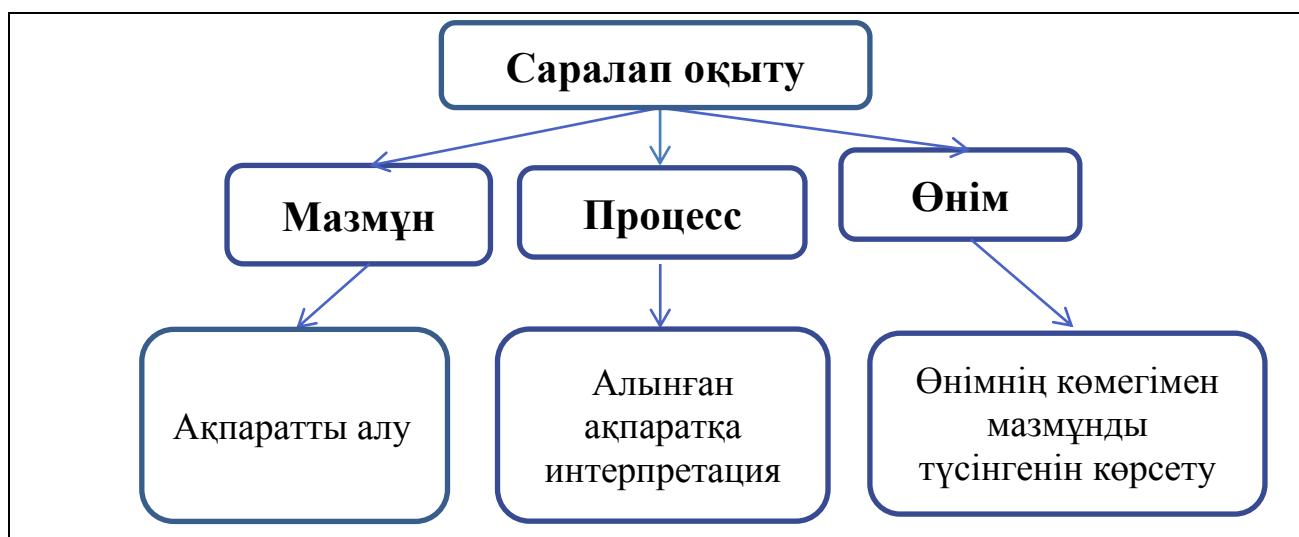 Саралап оқыту
Мазмұн
Процесс
Өнім
Ақпаратты алу
Алынған
ақпаратқа
интерпретация
Өнімнің көмегімен
мазмұнды
түсінгенін көрсету